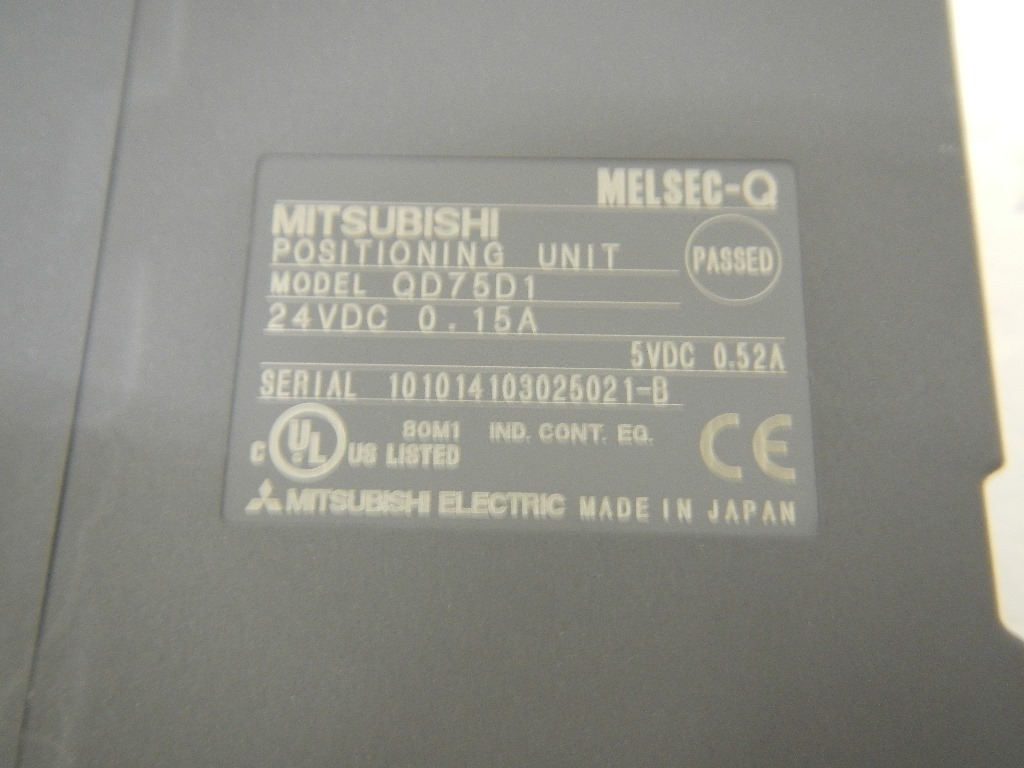 MELSEC-Q
MITSUBISHI
POSITIONING UNIT
PASSED
MODEL QD75D1
24VDC 0.15A
5VDC 0.52A
SERIAL 101014103025021-B
80M1 IND. CONT. EQ.
C UL US LISTED
CE
MITSUBISHI ELECTRIC MADE IN JAPAN